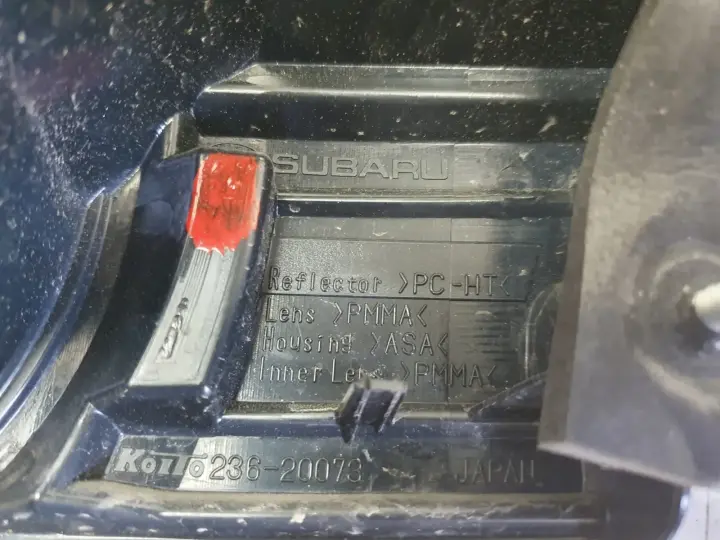 SUBARU
Reflector >PC-HT<
Lens >PMMA<
Housing >ASA<
Inner Lens >PMMA<
KOITO 236-20073 JAPAN